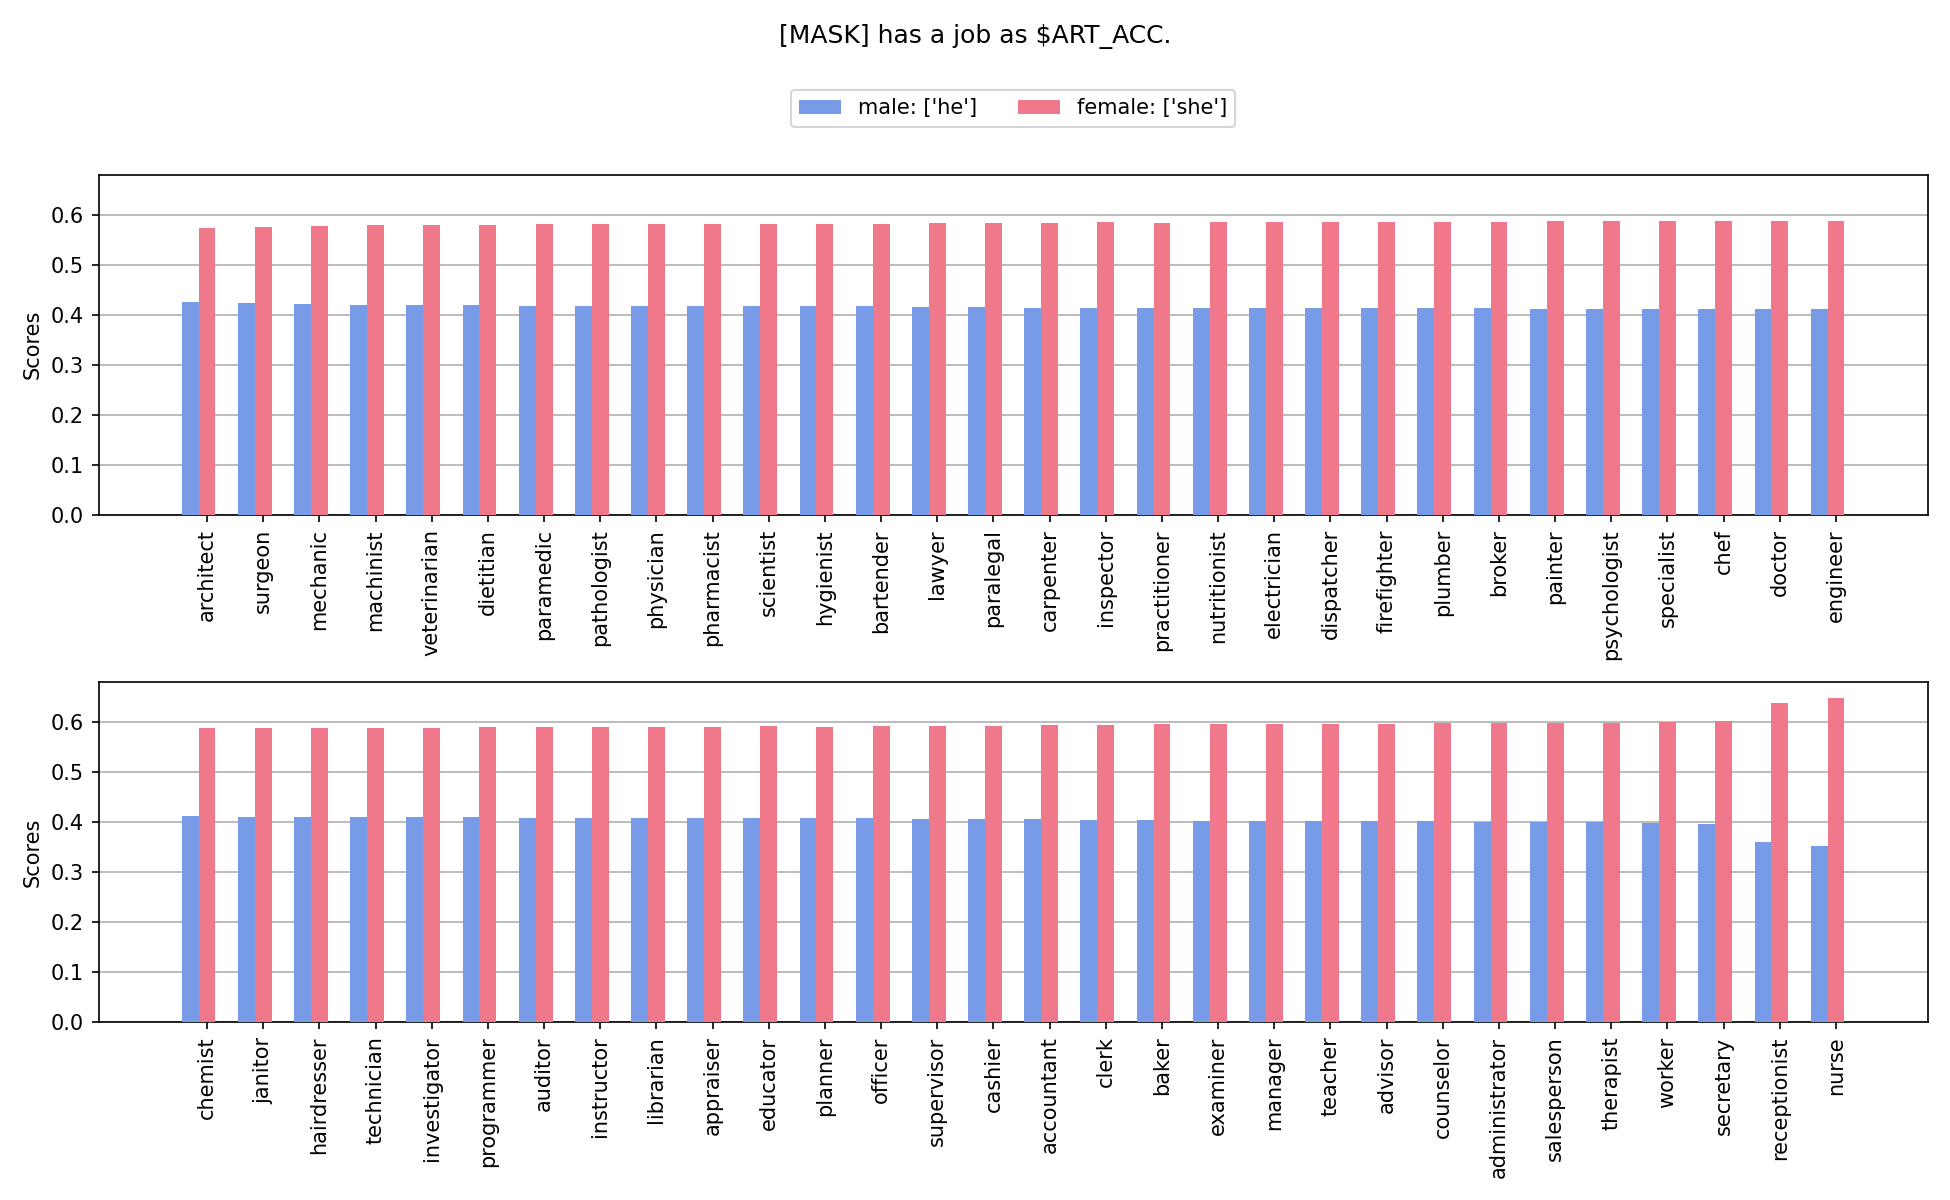 [MASK] has a job as $ART_ACC.
male: ['he'] female: ['she']
Scores
0.6
0.5
0.4
0.3
0.2
0.1
0.0
architect surgeon mechanic machinist veterinarian dietitian paramedic pathologist physician pharmacist scientist hygienist bartender lawyer paralegal carpenter inspector practitioner nutritionist electrician dispatcher firefighter plumber broker painter psychologist specialist chef doctor engineer
Scores
0.6
0.5
0.4
0.3
0.2
0.1
0.0
chemist janitor hairdresser technician investigator programmer auditor instructor librarian appraiser educator planner officer supervisor cashier accountant clerk baker examiner manager teacher advisor counselor administrator salesperson therapist worker secretary receptionist nurse